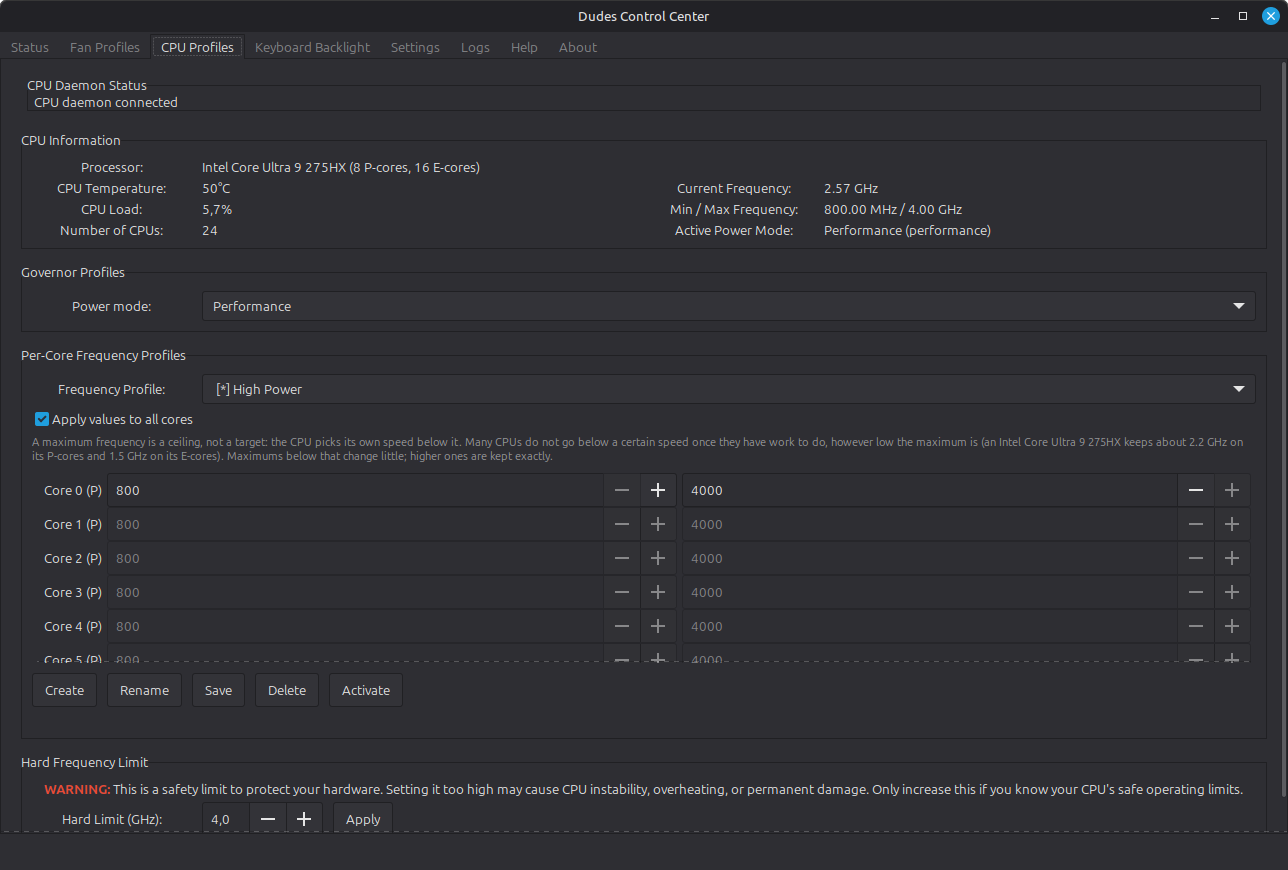 Dudes Control Center
Status Fan Profiles CPU Profiles Keyboard Backlight Settings Logs Help About
CPU Daemon Status
CPU daemon connected
CPU Information
Processor: Intel Core Ultra 9 275HX (8 P-cores, 16 E-cores)
CPU Temperature: 50°C Current Frequency: 2.57 GHz
CPU Load: 5,7% Min / Max Frequency: 800.00 MHz / 4.00 GHz
Number of CPUs: 24 Active Power Mode: Performance (performance)
Governor Profiles
Power mode: Performance
Per-Core Frequency Profiles
Frequency Profile: [*] High Power
Apply values to all cores
A maximum frequency is a ceiling, not a target: the CPU picks its own speed below it. Many CPUs do not go below a certain speed once they have work to do, however low the maximum is (an Intel Core Ultra 9 275HX keeps about 2.2 GHz on
its P-cores and 1.5 GHz on its E-cores). Maximums below that change little; higher ones are kept exactly.
Core 0 (P) 800 — + 4000 — +
Core 1 (P) 800 — + 4000 — +
Core 2 (P) 800 — + 4000 — +
Core 3 (P) 800 — + 4000 — +
Core 4 (P) 800 — + 4000 — +
Core 5 (P) 800 — + 4000 — +
Create Rename Save Delete Activate
Hard Frequency Limit
WARNING: This is a safety limit to protect your hardware. Setting it too high may cause CPU instability, overheating, or permanent damage. Only increase this if you know your CPU's safe operating limits.
Hard Limit (GHz): 4,0 — + Apply